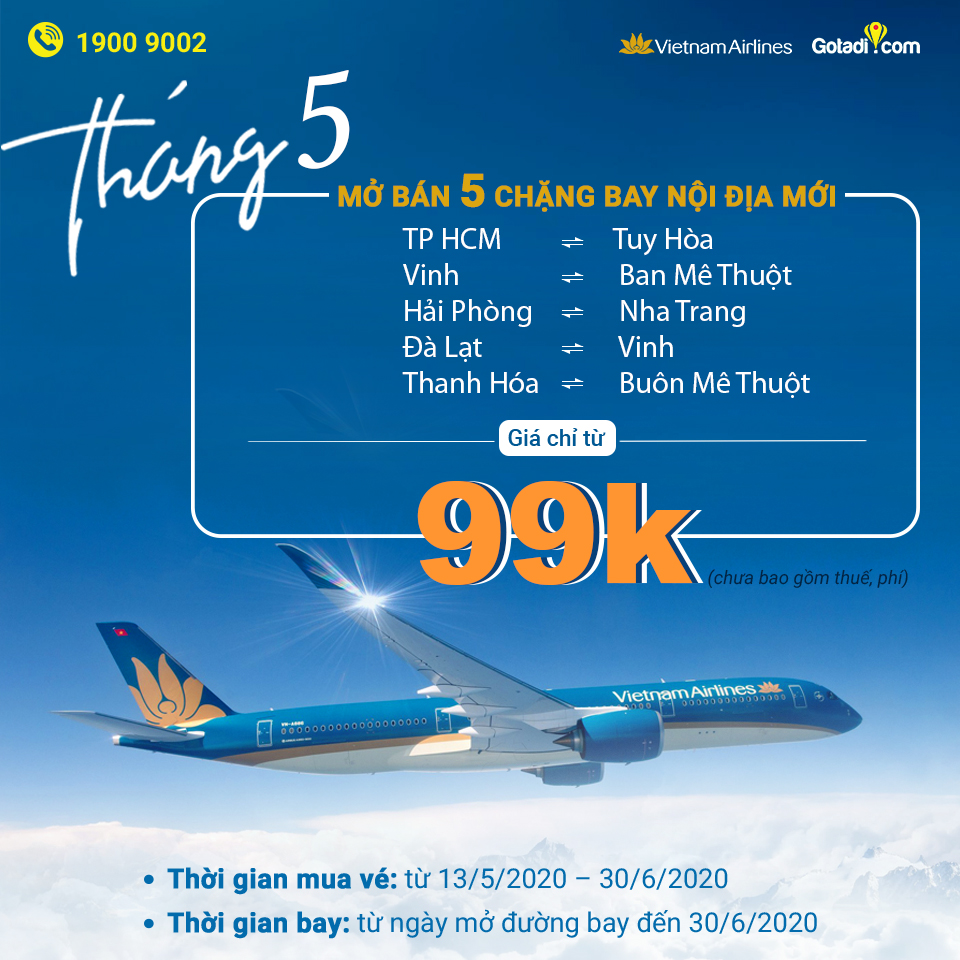 1900 9002
Vietnam Airlines Gotadi.com
Tháng 5
MỞ BÁN 5 CHẶNG BAY NỘI ĐỊA MỚI
TP HCM ⇌ Tuy Hòa
Vinh ⇌ Ban Mê Thuột
Hải Phòng ⇌ Nha Trang
Đà Lạt ⇌ Vinh
Thanh Hóa ⇌ Buôn Mê Thuột
Giá chỉ từ
99k
(chưa bao gồm thuế, phí)
Vietnam Airlines
• Thời gian mua vé: từ 13/5/2020 – 30/6/2020
• Thời gian bay: từ ngày mở đường bay đến 30/6/2020